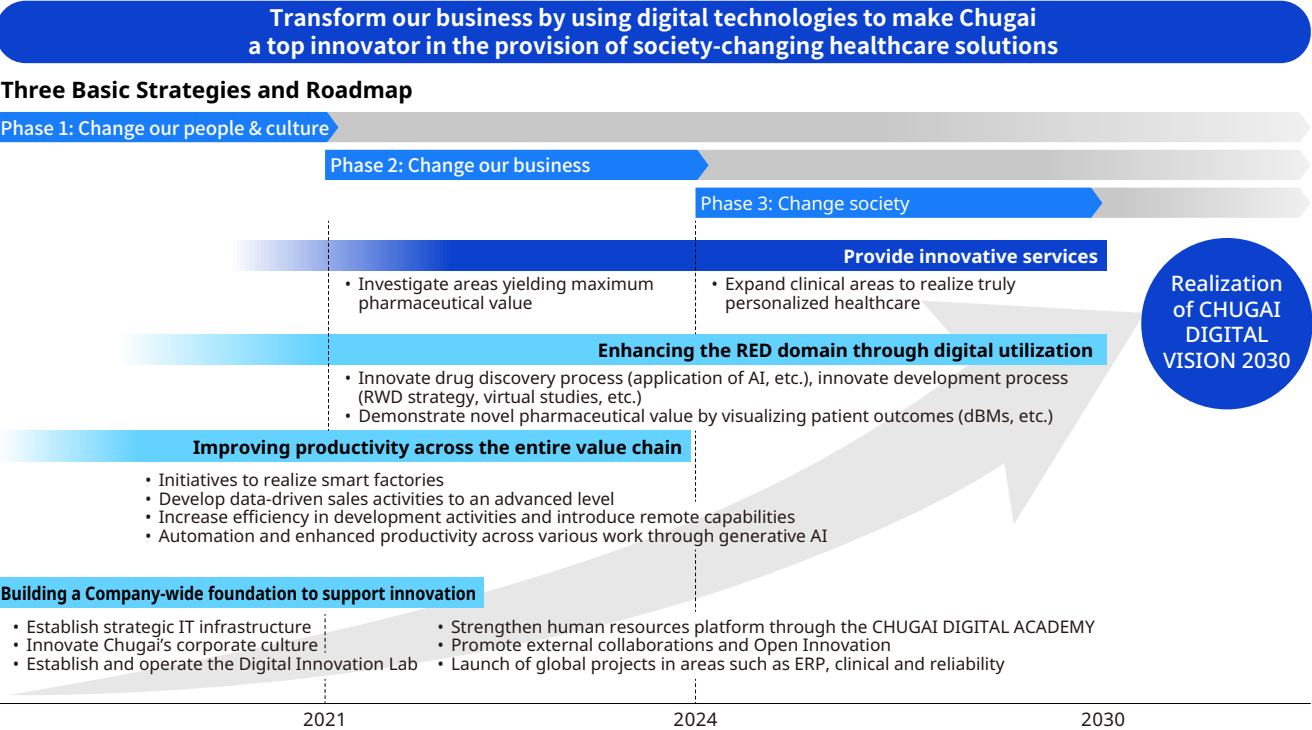 Transform our business by using digital technologies to make Chugai
a top innovator in the provision of society-changing healthcare solutions
Three Basic Strategies and Roadmap
Phase 1: Change our people & culture
Phase 2: Change our business
Phase 3: Change society
Provide innovative services
• Investigate areas yielding maximum
pharmaceutical value
• Expand clinical areas to realize truly
personalized healthcare
Realization
of CHUGAI
DIGITAL
VISION 2030
Enhancing the RED domain through digital utilization
• Innovate drug discovery process (application of AI, etc.), innovate development process
(RWD strategy, virtual studies, etc.)
• Demonstrate novel pharmaceutical value by visualizing patient outcomes (dBMs, etc.)
Improving productivity across the entire value chain
• Initiatives to realize smart factories
• Develop data-driven sales activities to an advanced level
• Increase efficiency in development activities and introduce remote capabilities
• Automation and enhanced productivity across various work through generative AI
Building a Company-wide foundation to support innovation
• Establish strategic IT infrastructure
• Innovate Chugai's corporate culture
• Establish and operate the Digital Innovation Lab
• Strengthen human resources platform through the CHUGAI DIGITAL ACADEMY
• Promote external collaborations and Open Innovation
• Launch of global projects in areas such as ERP, clinical and reliability
2021
2024
2030